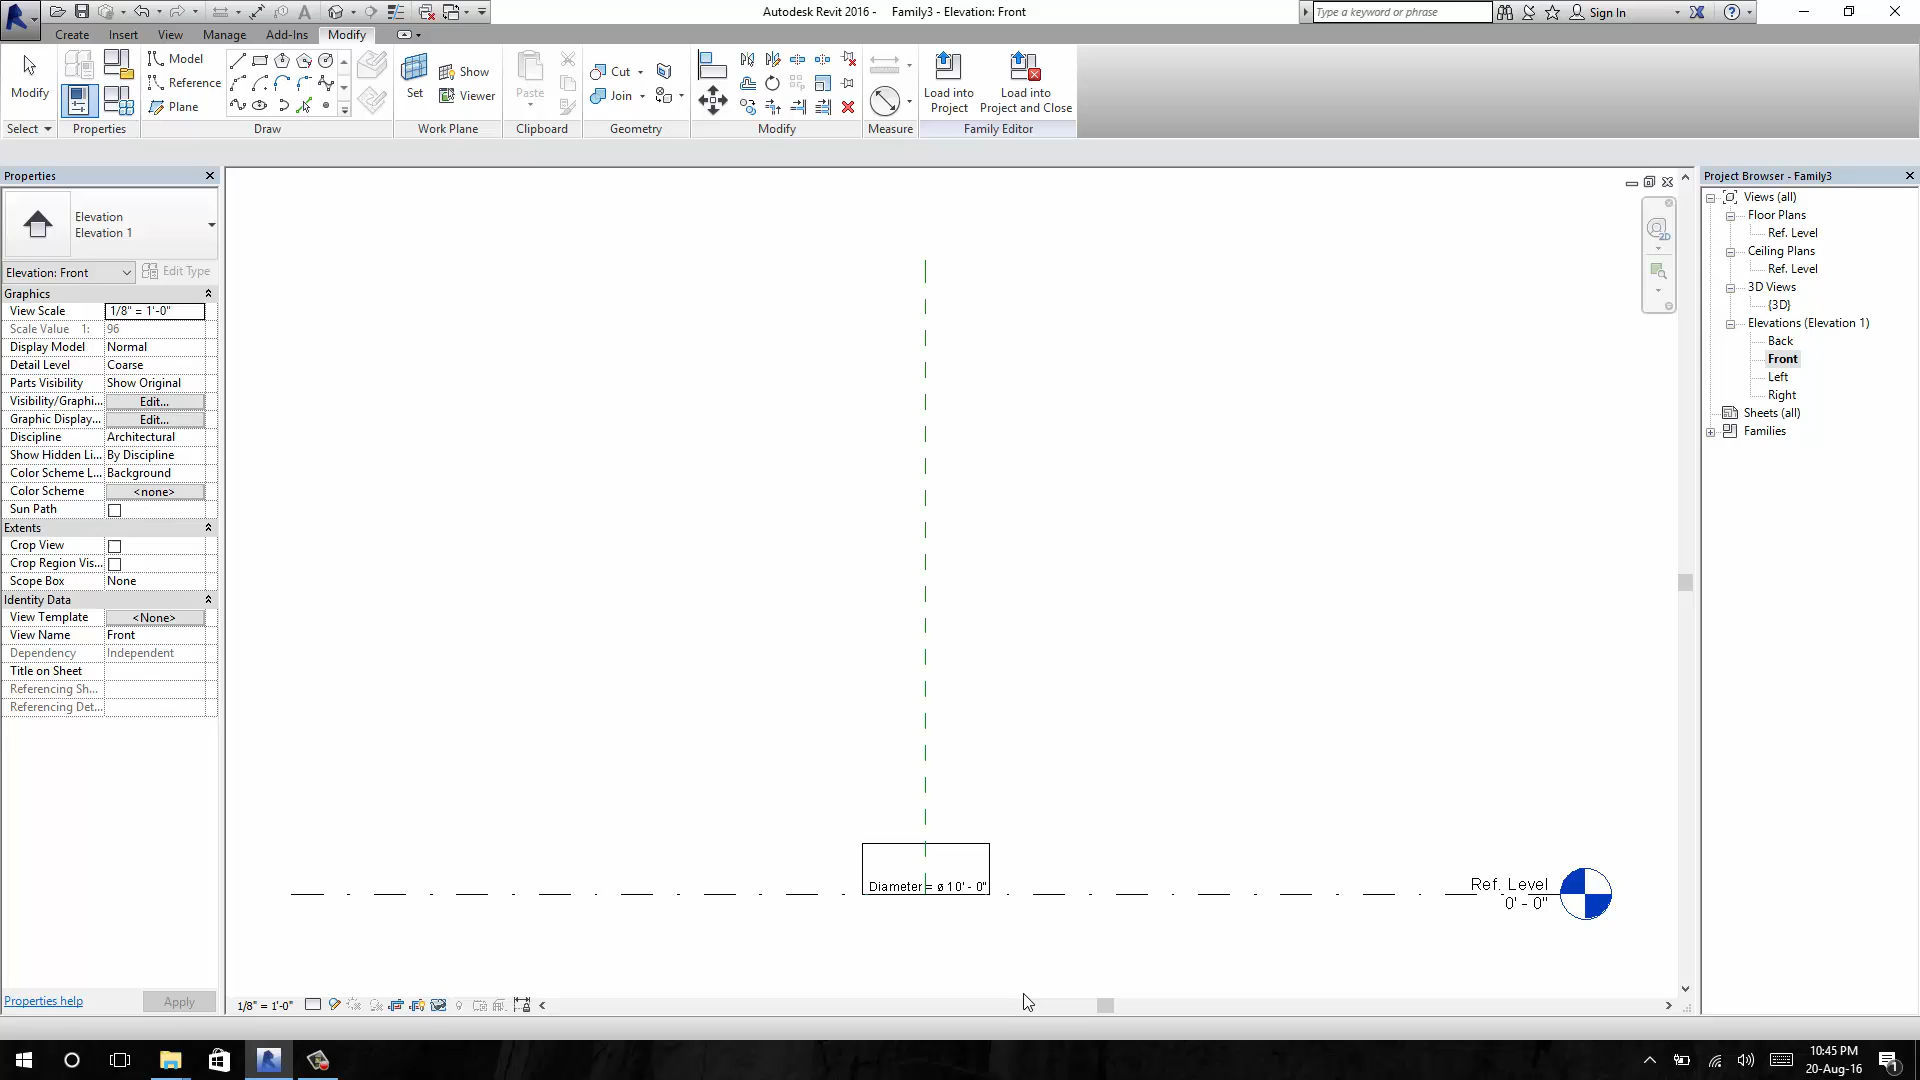 Autodesk Revit 2016 -     Family3 - Elevation: Front
Type a keyword or phrase
Sign In
Create Insert View Manage Add-Ins Modify
Modify
Select
Properties
Model
Reference
Plane
Draw
Set
Show
Viewer
Work Plane
Paste
Clipboard
Cut
Join
Geometry
Modify
Measure
Load into
Project
Load into
Project and Close
Family Editor
Properties
Elevation
Elevation 1
Elevation: Front
Edit Type
Graphics
View Scale 1/8" = 1'-0"
Scale Value 1: 96
Display Model Normal
Detail Level Coarse
Parts Visibility Show Original
Visibility/Graphi... Edit...
Graphic Display... Edit...
Discipline Architectural
Show Hidden Li... By Discipline
Color Scheme L... Background
Color Scheme <none>
Sun Path
Extents
Crop View
Crop Region Vis...
Scope Box None
Identity Data
View Template <None>
View Name Front
Dependency Independent
Title on Sheet
Referencing Sh...
Referencing Det...
Properties help
Apply
2D
Diameter = ø 10' - 0"
Ref. Level
0' - 0"
1/8" = 1'-0"
Project Browser - Family3
Views (all)
Floor Plans
Ref. Level
Ceiling Plans
Ref. Level
3D Views
{3D}
Elevations (Elevation 1)
Back
Front
Left
Right
Sheets (all)
Families
10:45 PM
20-Aug-16
1